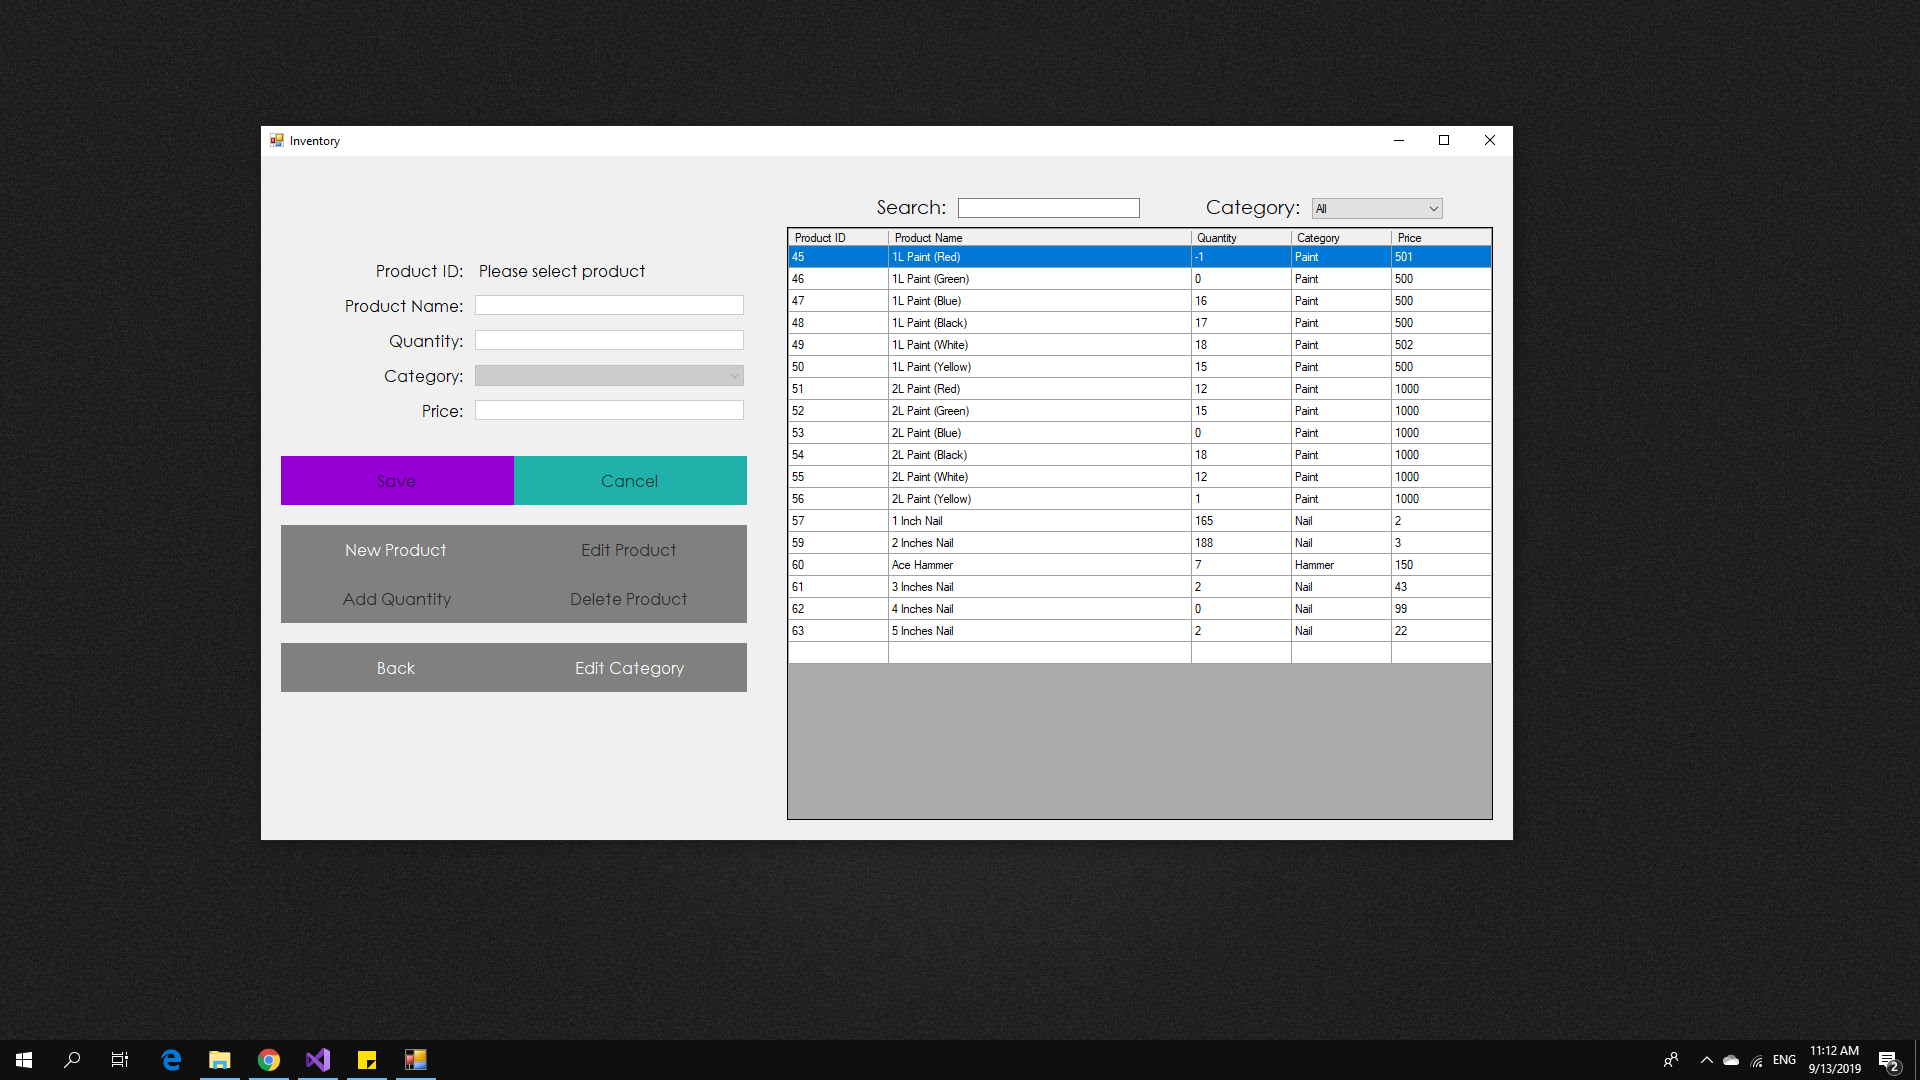 Inventory
Search:
Category: All
Product ID: Please select product
Product Name:
Quantity:
Category:
Price:
Save Cancel
New Product Edit Product
Add Quantity Delete Product
Back Edit Category
Product ID Product Name Quantity Category Price
45 1L Paint (Red) -1 Paint 501
46 1L Paint (Green) 0 Paint 500
47 1L Paint (Blue) 16 Paint 500
48 1L Paint (Black) 17 Paint 500
49 1L Paint (White) 18 Paint 502
50 1L Paint (Yellow) 15 Paint 500
51 2L Paint (Red) 12 Paint 1000
52 2L Paint (Green) 15 Paint 1000
53 2L Paint (Blue) 0 Paint 1000
54 2L Paint (Black) 18 Paint 1000
55 2L Paint (White) 12 Paint 1000
56 2L Paint (Yellow) 1 Paint 1000
57 1 Inch Nail 165 Nail 2
59 2 Inches Nail 188 Nail 3
60 Ace Hammer 7 Hammer 150
61 3 Inches Nail 2 Nail 43
62 4 Inches Nail 0 Nail 99
63 5 Inches Nail 2 Nail 22
ENG
11:12 AM
9/13/2019
2